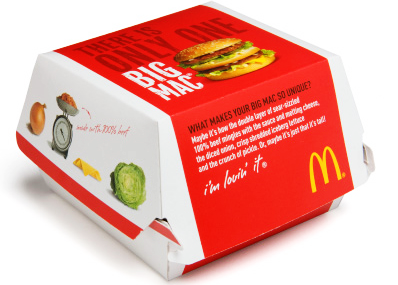 THERE IS
ONLY ONE
BIG
MAC
made with 100% beef
WHAT MAKES YOUR BIG MAC SO UNIQUE?
Maybe it's how the double layer of sear-sizzled
100% beef mingles with the sauce and melting cheese,
the diced onion, crisp shredded iceberg lettuce
and the crunch of pickle. Or, maybe it's just that it's tall!
i'm lovin' it ®